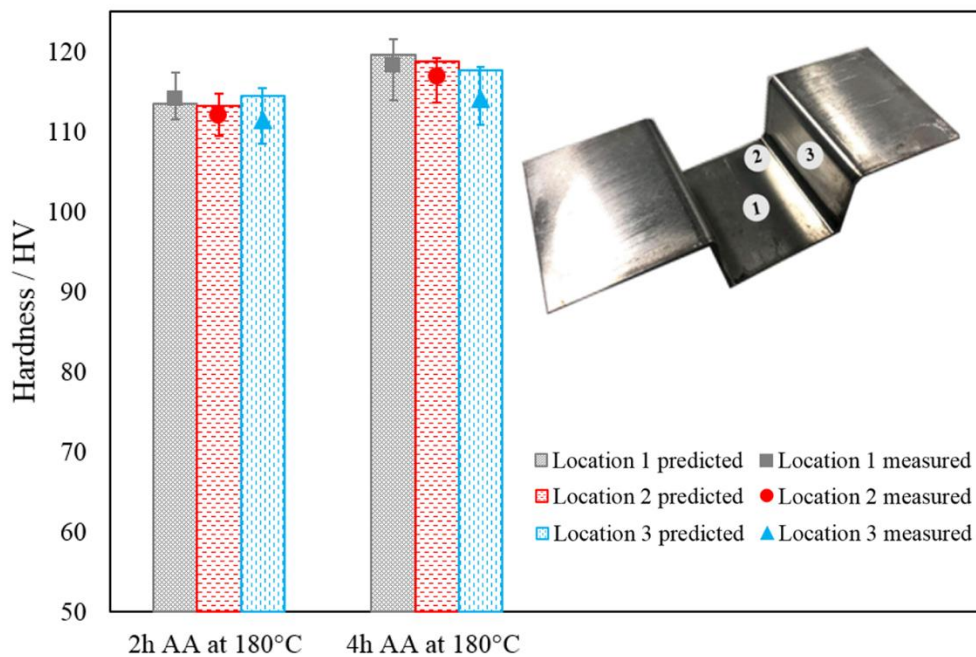 Hardness / HV
120
110
100
90
80
70
60
50
2h AA at 180°C
4h AA at 180°C
2
3
1
Location 1 predicted
Location 1 measured
Location 2 predicted
Location 2 measured
Location 3 predicted
Location 3 measured